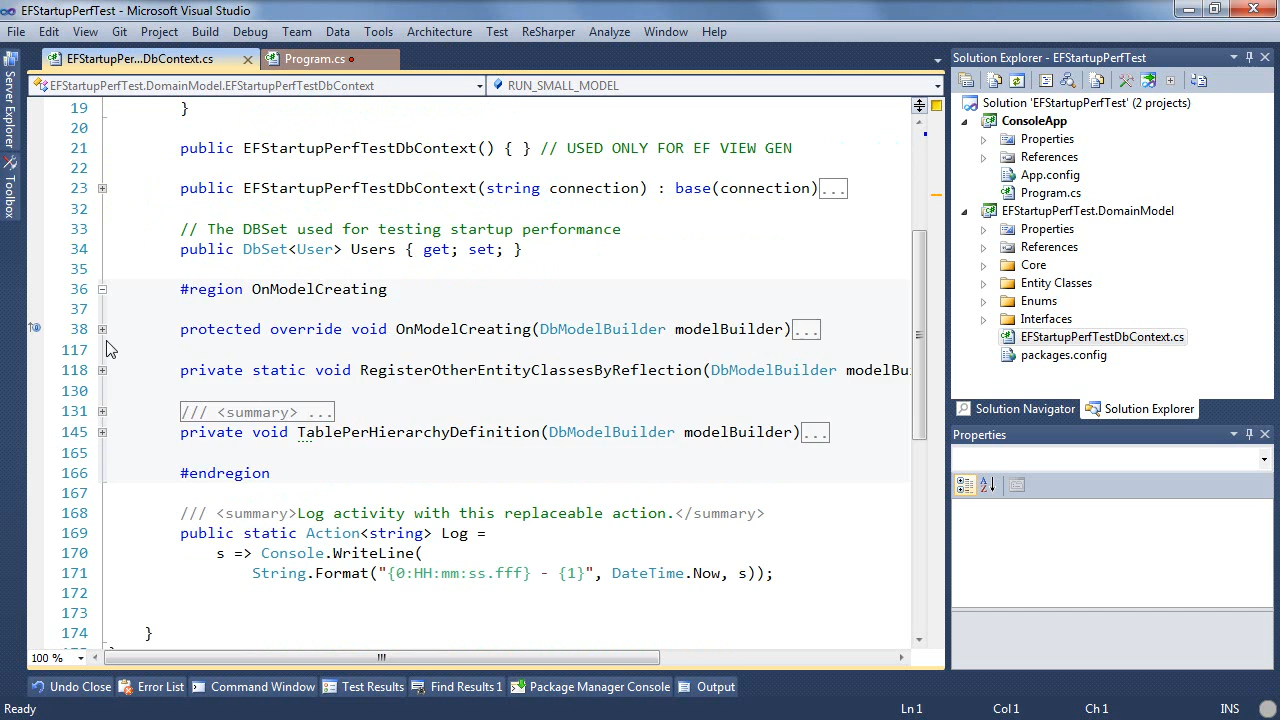 EFStartupPerfTest - Microsoft Visual Studio
File Edit View Git Project Build Debug Team Data Tools Architecture Test ReSharper Analyze Window Help
EFStartupPer...DbContext.cs
Program.cs
EFStartupPerfTest.DomainModel.EFStartupPerfTestDbContext
RUN_SMALL_MODEL
Server Explorer
Toolbox
19 }
20
21 public EFStartupPerfTestDbContext() { } // USED ONLY FOR EF VIEW GEN
22
23 public EFStartupPerfTestDbContext(string connection) : base(connection)...
32
33 // The DBSet used for testing startup performance
34 public DbSet<User> Users { get; set; }
35
36 #region OnModelCreating
37
38 protected override void OnModelCreating(DbModelBuilder modelBuilder)...
117
118 private static void RegisterOtherEntityClassesByReflection(DbModelBuilder modelBu
130
131 /// <summary> ...
145 private void TablePerHierarchyDefinition(DbModelBuilder modelBuilder)...
165
166 #endregion
167
168 /// <summary>Log activity with this replaceable action.</summary>
169 public static Action<string> Log =
170 s => Console.WriteLine(
171 String.Format("{0:HH:mm:ss.fff} - {1}", DateTime.Now, s));
172
173
174 }
100 %
Solution Explorer - EFStartupPerfTest
Solution 'EFStartupPerfTest' (2 projects)
ConsoleApp
Properties
References
App.config
Program.cs
EFStartupPerfTest.DomainModel
Properties
References
Core
Entity Classes
Enums
Interfaces
EFStartupPerfTestDbContext.cs
packages.config
Solution Navigator
Solution Explorer
Properties
Undo Close
Error List
Command Window
Test Results
Find Results 1
Package Manager Console
Output
Ready
Ln 1
Col 1
Ch 1
INS